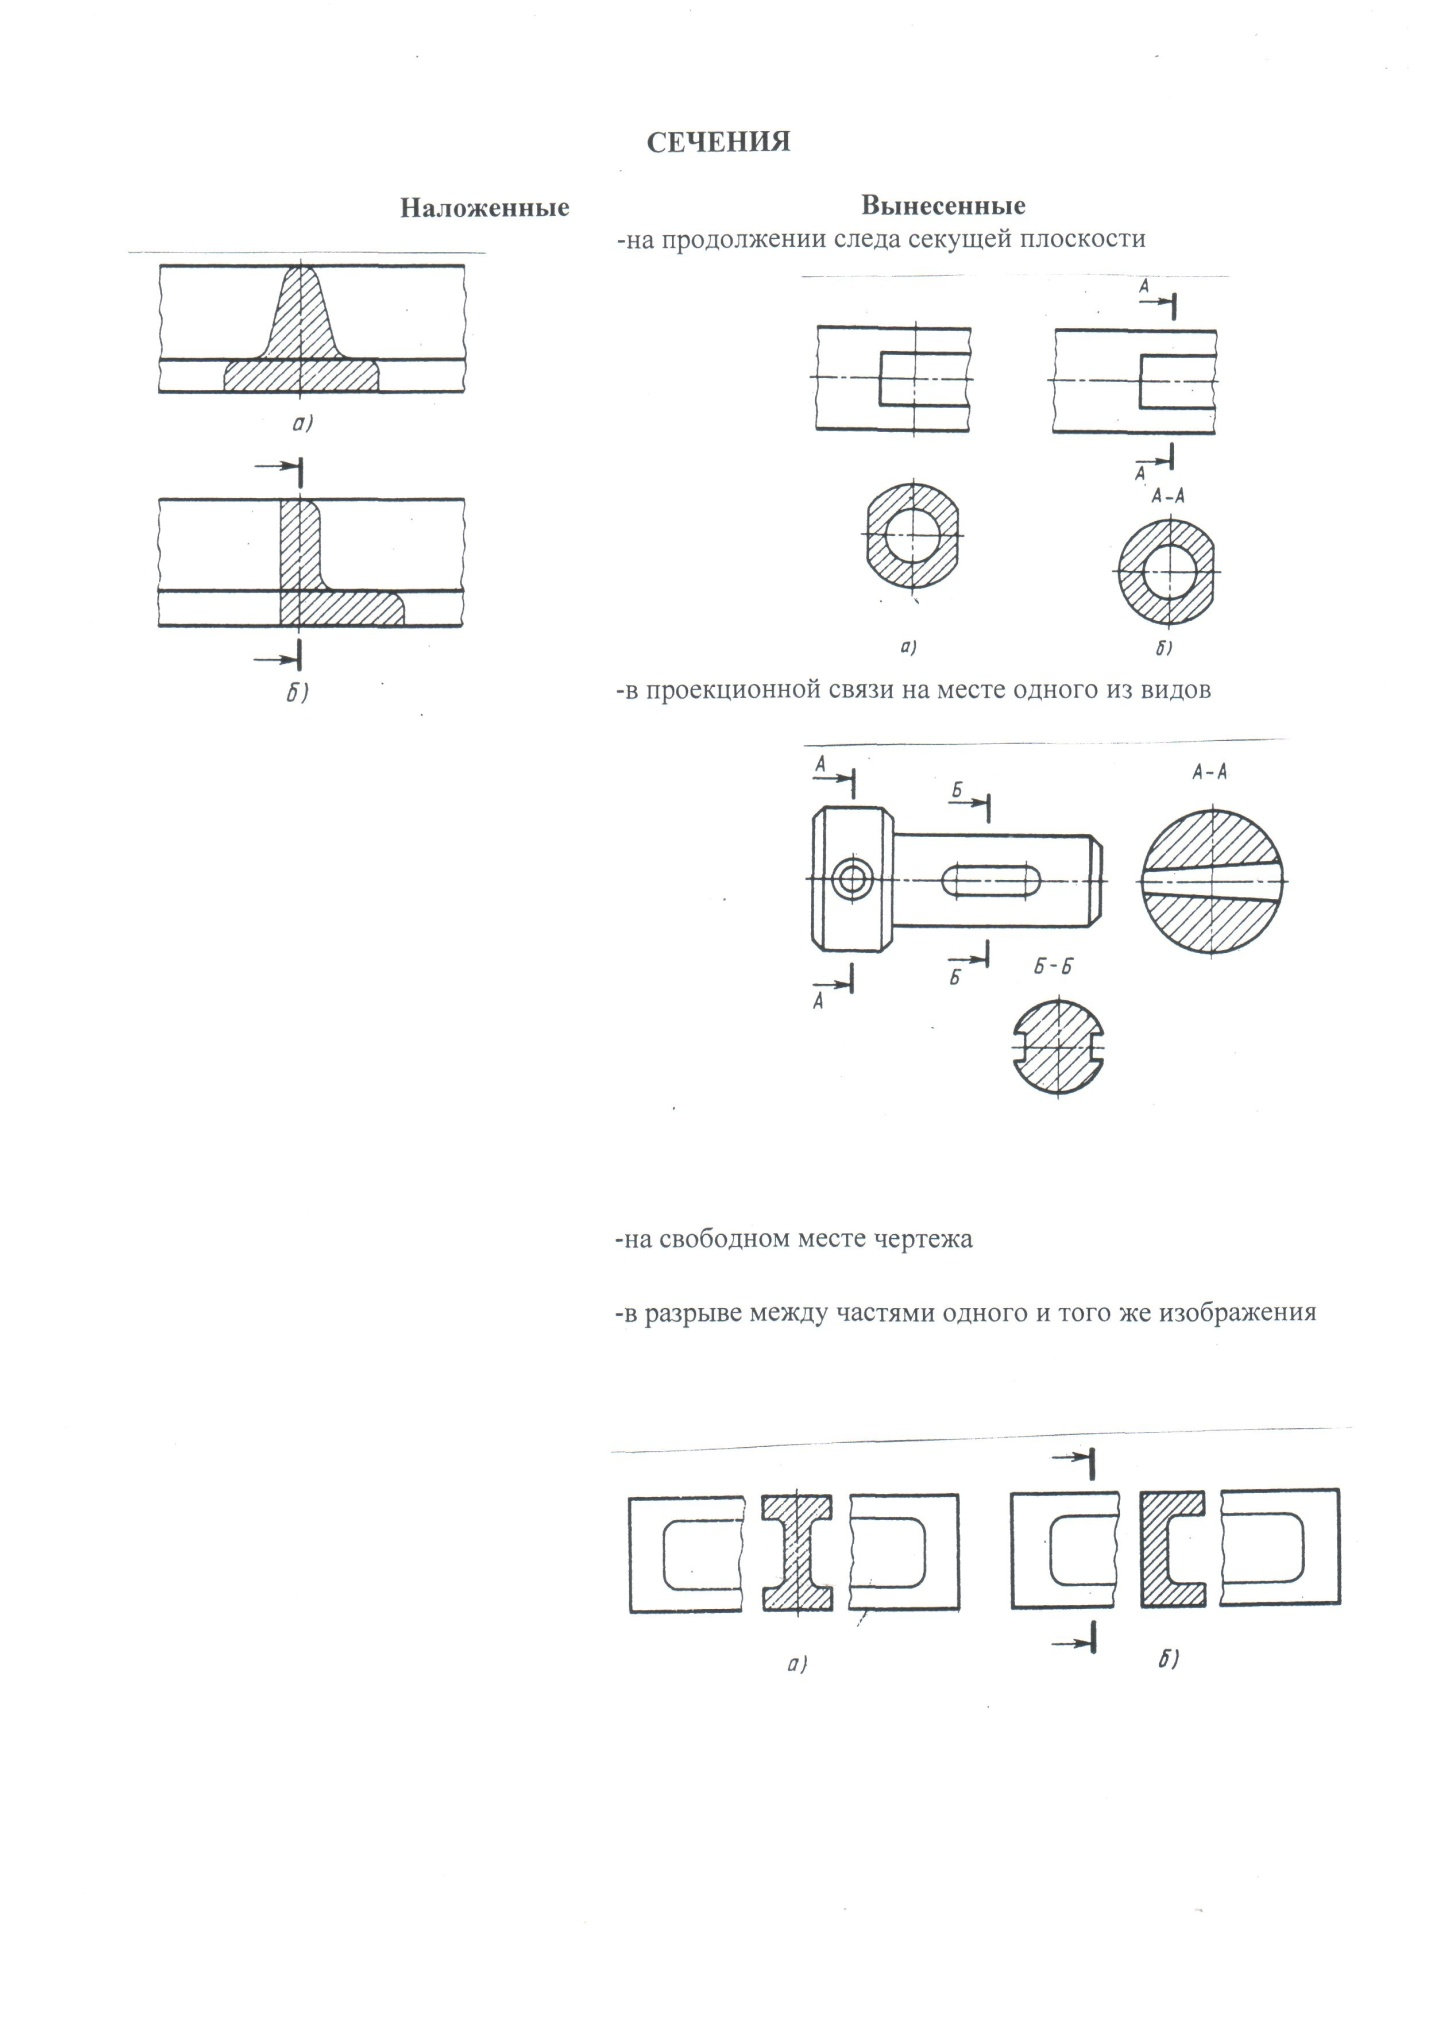 СЕЧЕНИЯ
Наложенные
Вынесенные
-на продолжении следа секущей плоскости
а)
б)
А
А
А-А
а)
б)
-в проекционной связи на месте одного из видов
А
Б
А-А
А
Б
Б-Б
-на свободном месте чертежа
-в разрыве между частями одного и того же изображения
а)
б)